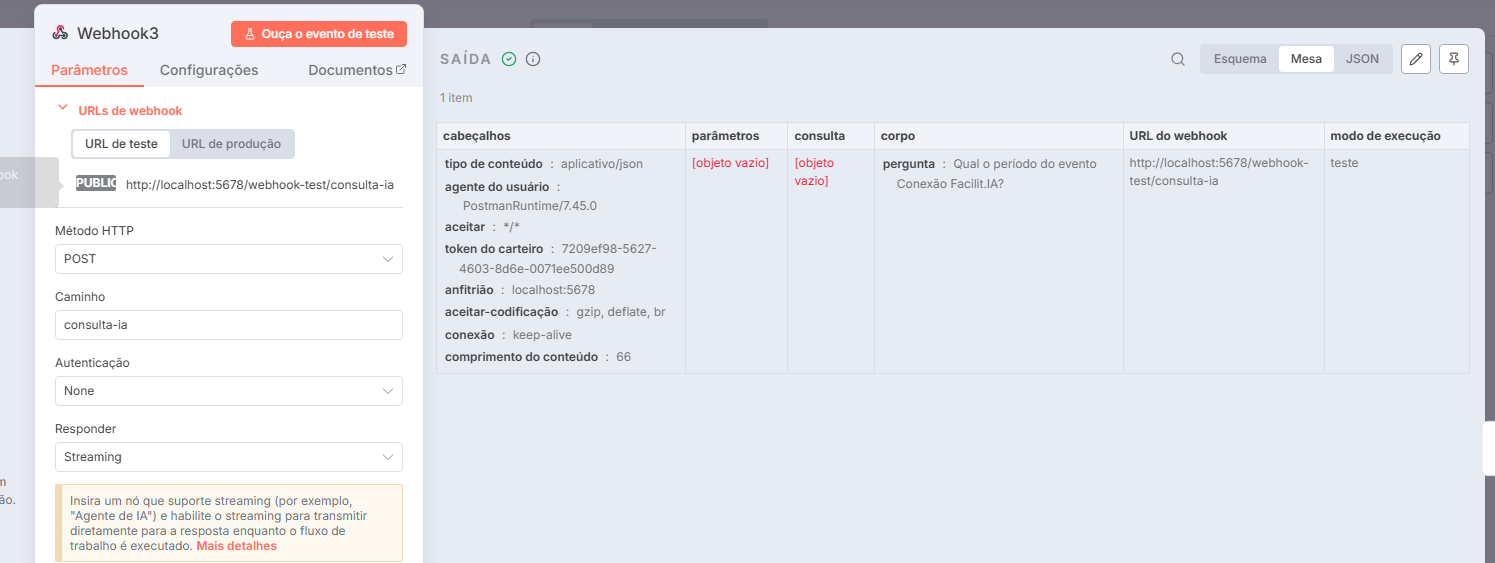 Webhook3
Ouça o evento de teste
Parâmetros Configurações Documentos
URLs de webhook
URL de teste URL de produção
PUBLIC http://localhost:5678/webhook-test/consulta-ia
Método HTTP
POST
Caminho
consulta-ia
Autenticação
None
Responder
Streaming
Insira um nó que suporte streaming (por exemplo,
"Agente de IA") e habilite o streaming para transmitir
diretamente para a resposta enquanto o fluxo de
trabalho é executado. Mais detalhes
ook
m
ão.
SAÍDA
Esquema Mesa JSON
1 item
cabeçalhos parâmetros consulta corpo URL do webhook modo de execução
tipo de conteúdo : aplicativo/json
agente do usuário :
PostmanRuntime/7.45.0
aceitar : */*
token do carteiro : 7209ef98-5627-
4603-8d6e-0071ee500d89
anfitrião : localhost:5678
aceitar-codificação : gzip, deflate, br
conexão : keep-alive
comprimento do conteúdo : 66
[objeto vazio]
[objeto
vazio]
pergunta : Qual o período do evento
Conexão Facilit.IA?
http://localhost:5678/webhook-
test/consulta-ia
teste